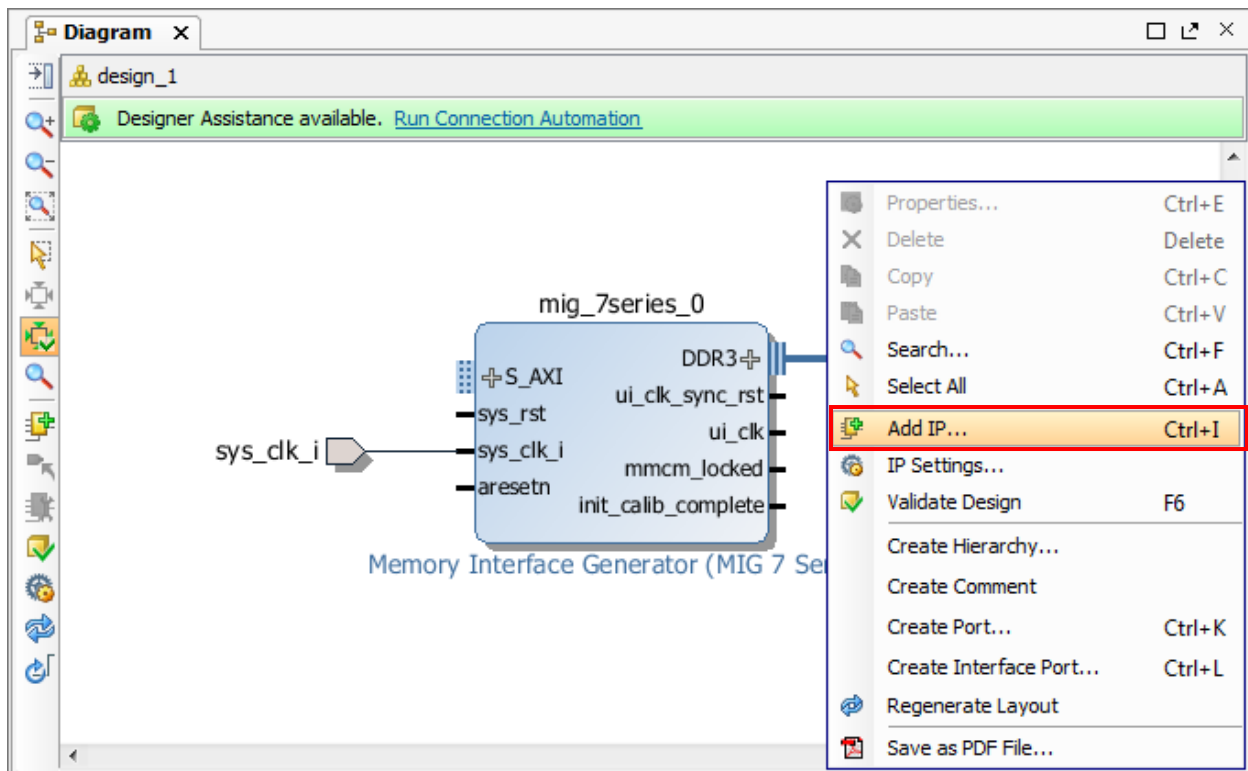 Diagram
design_1
Designer Assistance available. Run Connection Automation
mig_7series_0
DDR3
S_AXI
ui_clk_sync_rst
sys_rst
ui_clk
sys_clk_i
sys_clk_i
mmcm_locked
aresetn
init_calib_complete
Memory Interface Generator (MIG 7 Ser
Properties... Ctrl+E
Delete Delete
Copy Ctrl+C
Paste Ctrl+V
Search... Ctrl+F
Select All Ctrl+A
Add IP... Ctrl+I
IP Settings...
Validate Design F6
Create Hierarchy...
Create Comment
Create Port... Ctrl+K
Create Interface Port... Ctrl+L
Regenerate Layout
Save as PDF File...